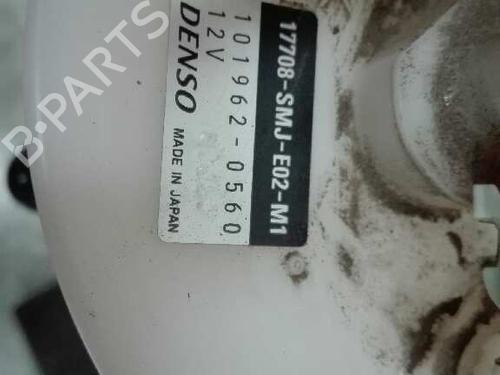 17708-SMJ-E02-M1
101962-0560
12V
DENSO MADE IN JAPAN
B-PARTS